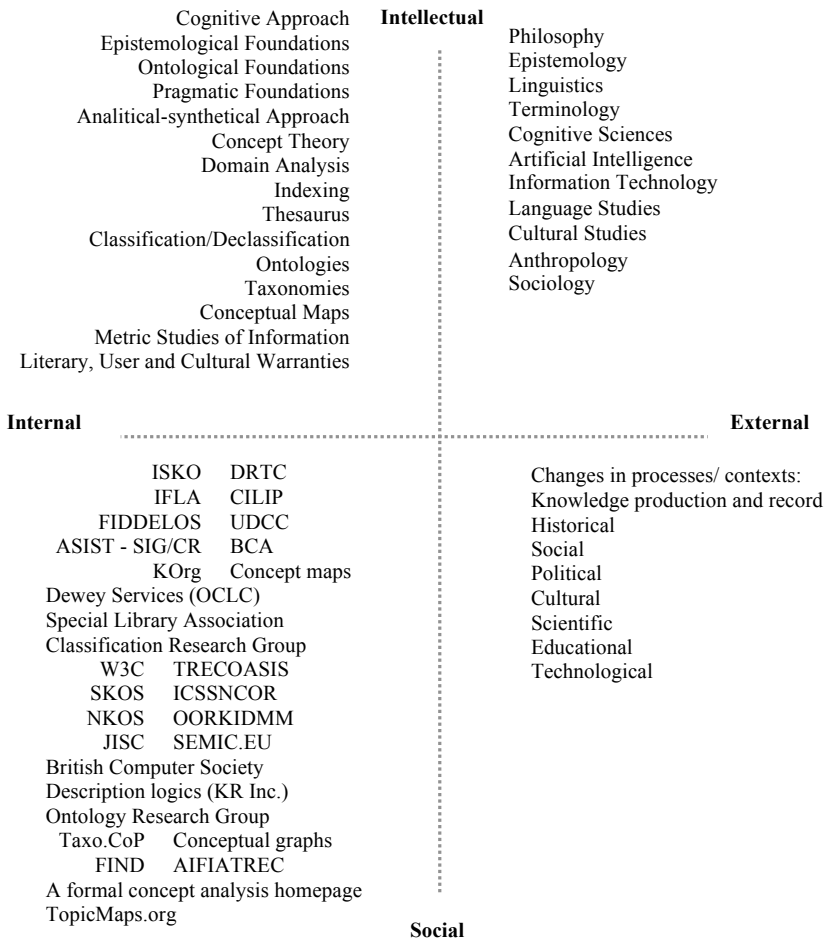 Intellectual
Cognitive Approach
Epistemological Foundations
Ontological Foundations
Pragmatic Foundations
Analitical-synthetical Approach
Concept Theory
Domain Analysis
Indexing
Thesaurus
Classification/Declassification
Ontologies
Taxonomies
Conceptual Maps
Metric Studies of Information
Literary, User and Cultural Warranties
Philosophy
Epistemology
Linguistics
Terminology
Cognitive Sciences
Artificial Intelligence
Information Technology
Language Studies
Cultural Studies
Anthropology
Sociology
Internal
External
ISKO DRTC
IFLA CILIP
FIDDELOS UDCC
ASIST - SIG/CR BCA
KOrg Concept maps
Dewey Services (OCLC)
Special Library Association
Classification Research Group
W3C TRECOASIS
SKOS ICSSNCOR
NKOS OORKIDMM
JISC SEMIC.EU
British Computer Society
Description logics (KR Inc.)
Ontology Research Group
Taxo.CoP Conceptual graphs
FIND AIFIATREC
A formal concept analysis homepage
TopicMaps.org
Changes in processes/ contexts:
Knowledge production and record
Historical
Social
Political
Cultural
Scientific
Educational
Technological
Social